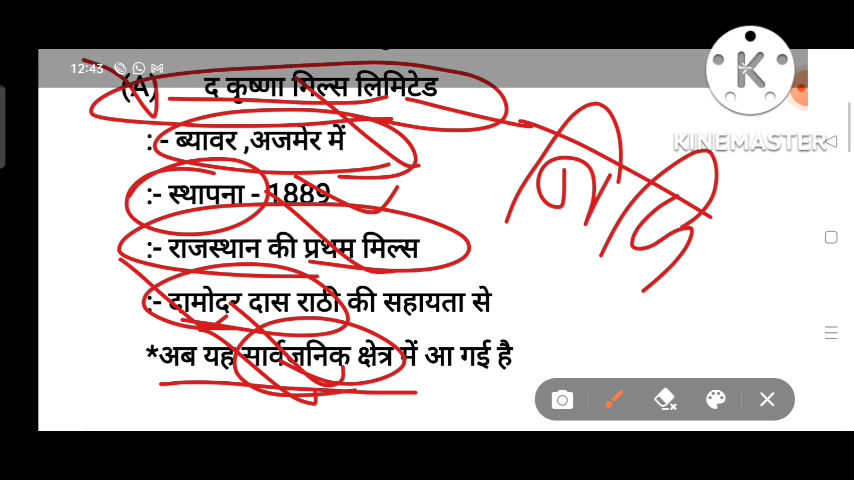 12:43
(A) द कृष्णा मिल्स लिमिटेड
:- ब्यावर ,अजमेर में
:- स्थापना - 1889
:- राजस्थान की प्रथम मिल्स
:- दामोदर दास राठी की सहायता से
*अब यह सार्वजनिक क्षेत्र में आ गई है
K
KINEMASTER